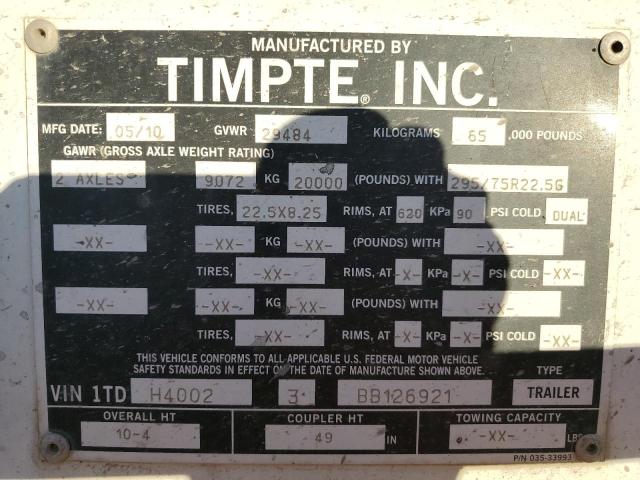 MANUFACTURED BY
TIMPTE® INC.
MFG DATE: 05/10 GVWR 29484 KILOGRAMS 65 ,000 POUNDS
GAWR (GROSS AXLE WEIGHT RATING)
2 AXLES 9072 KG 20000 (POUNDS) WITH 295/75R22.5G
TIRES, 22.5X8.25 RIMS, AT 620 KPa 90 PSI COLD DUAL
-XX- -XX- KG -XX- (POUNDS) WITH -XX-
TIRES, -XX- RIMS, AT -X- KPa -X- PSI COLD -XX-
-XX- -XX- KG -XX- (POUNDS) WITH -XX-
TIRES, -XX- RIMS, AT -X- KPa -X- PSI COLD -XX-
THIS VEHICLE CONFORMS TO ALL APPLICABLE U.S. FEDERAL MOTOR VEHICLE
SAFETY STANDARDS IN EFFECT ON THE DATE OF MANUFACTURE SHOWN ABOVE. TYPE
VIN 1TD H4002 3 BB126921 TRAILER
OVERALL HT COUPLER HT TOWING CAPACITY
10-4 49 IN -XX- LBS
P/N 035-33993